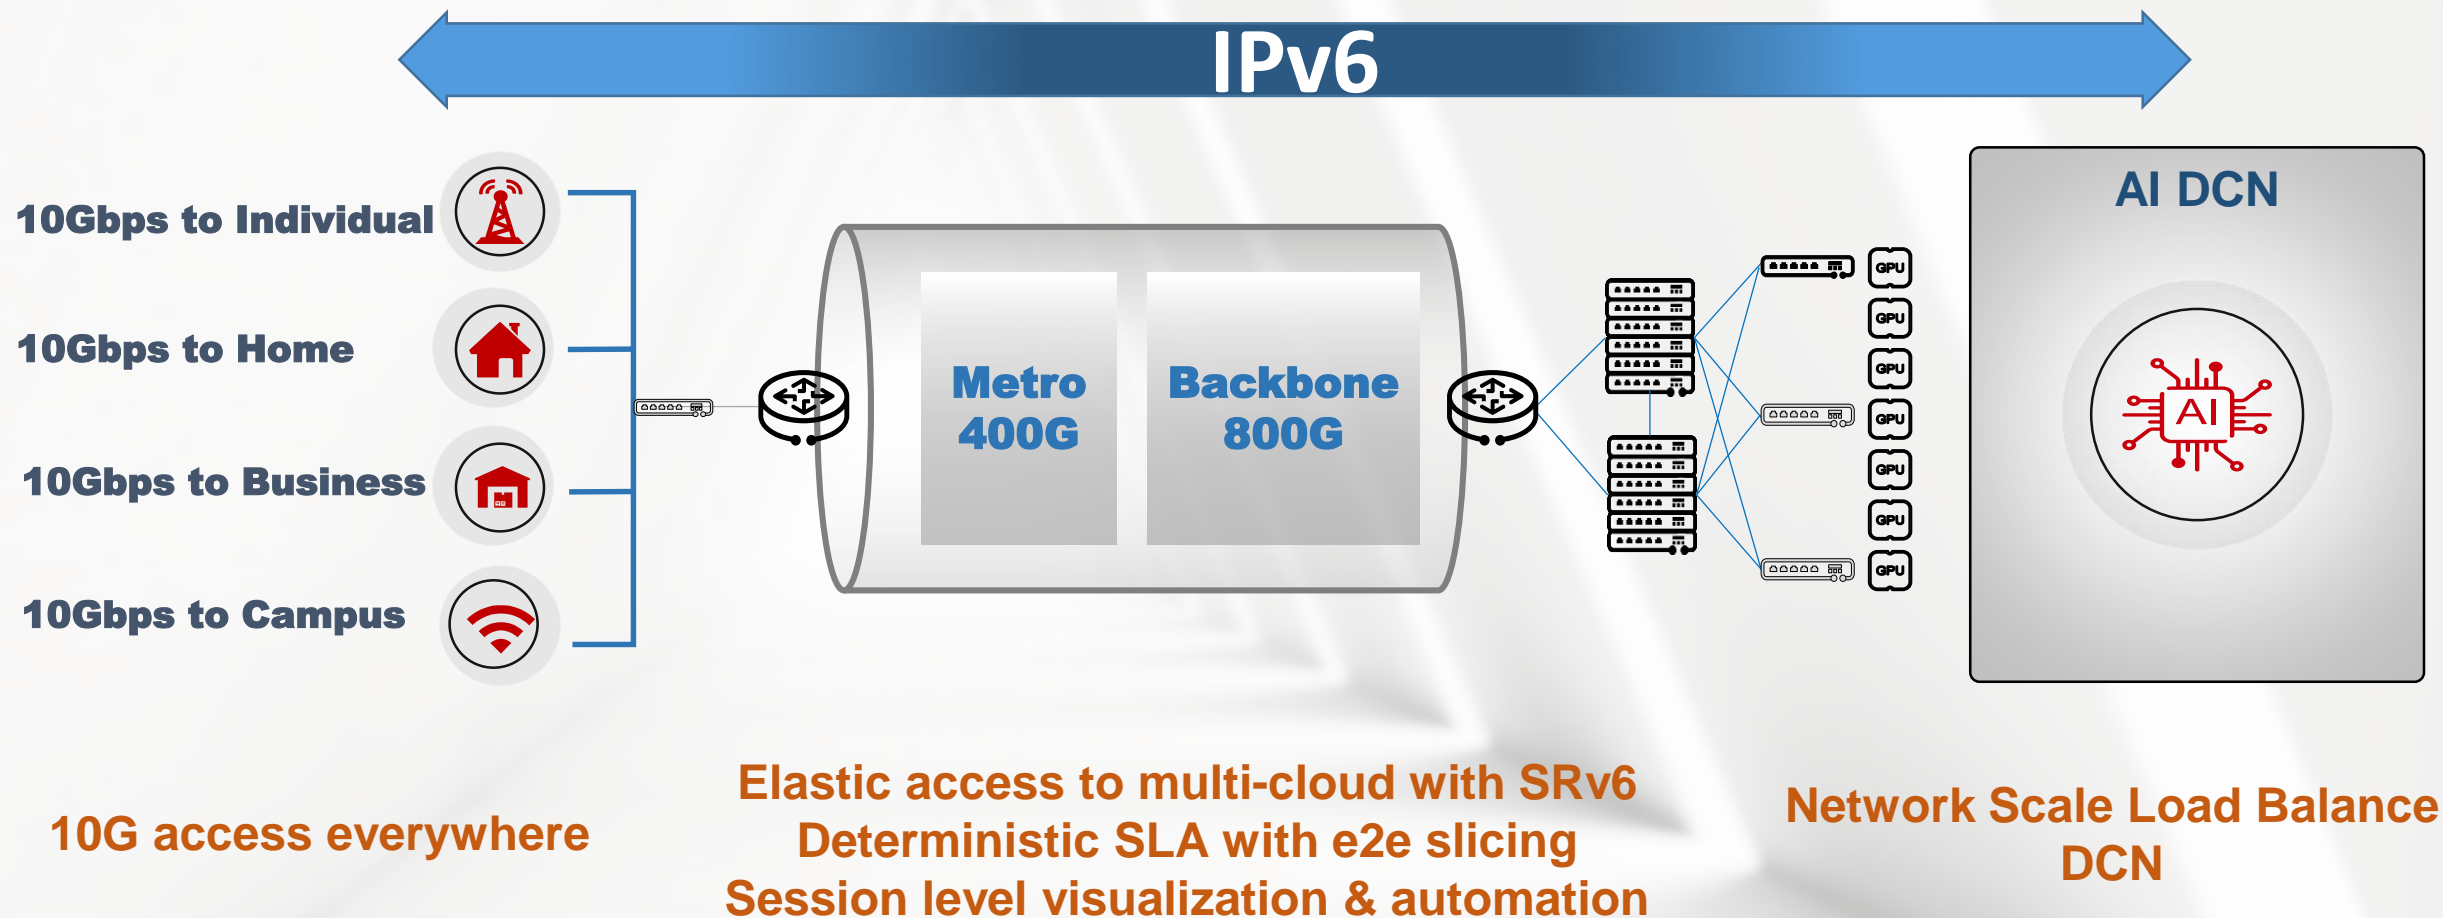 IPv6
10Gbps to Individual
10Gbps to Home
10Gbps to Business
10Gbps to Campus
Metro
400G
Backbone
800G
GPU
GPU
GPU
GPU
GPU
GPU
GPU
AI DCN
AI
10G access everywhere
Elastic access to multi-cloud with SRv6
Deterministic SLA with e2e slicing
Session level visualization & automation
Network Scale Load Balance
DCN